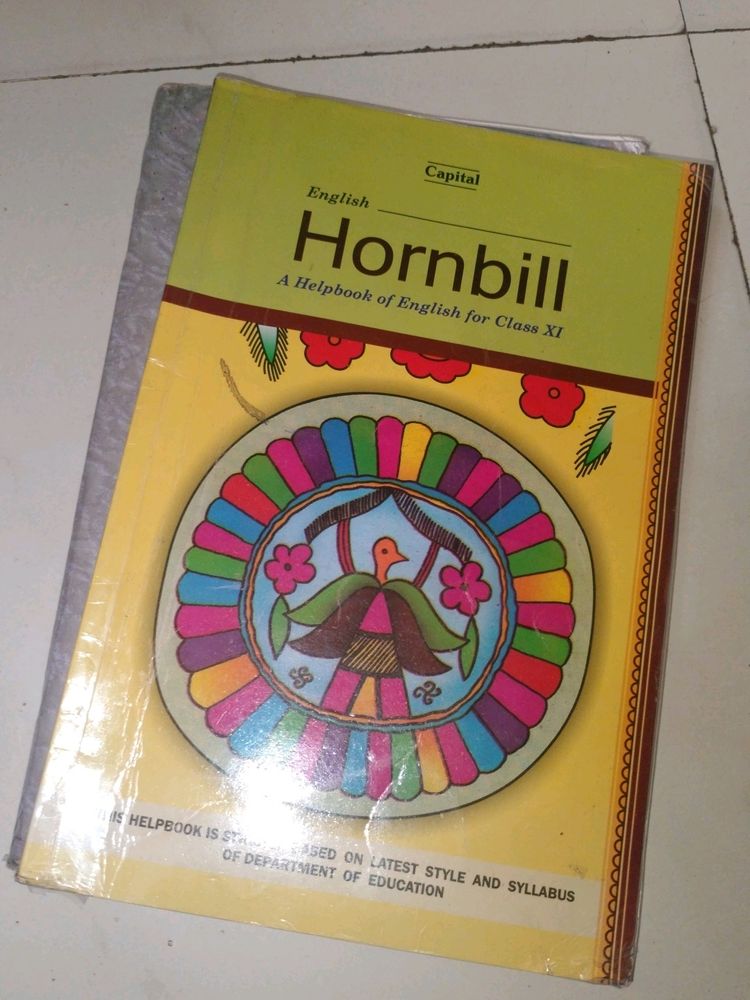 Capital
English
Hornbill
A Helpbook of English for Class XI
HELPBOOK IS ON LATEST STYLE AND SYLLABUS
OF DEPARTMENT OF EDUCATION